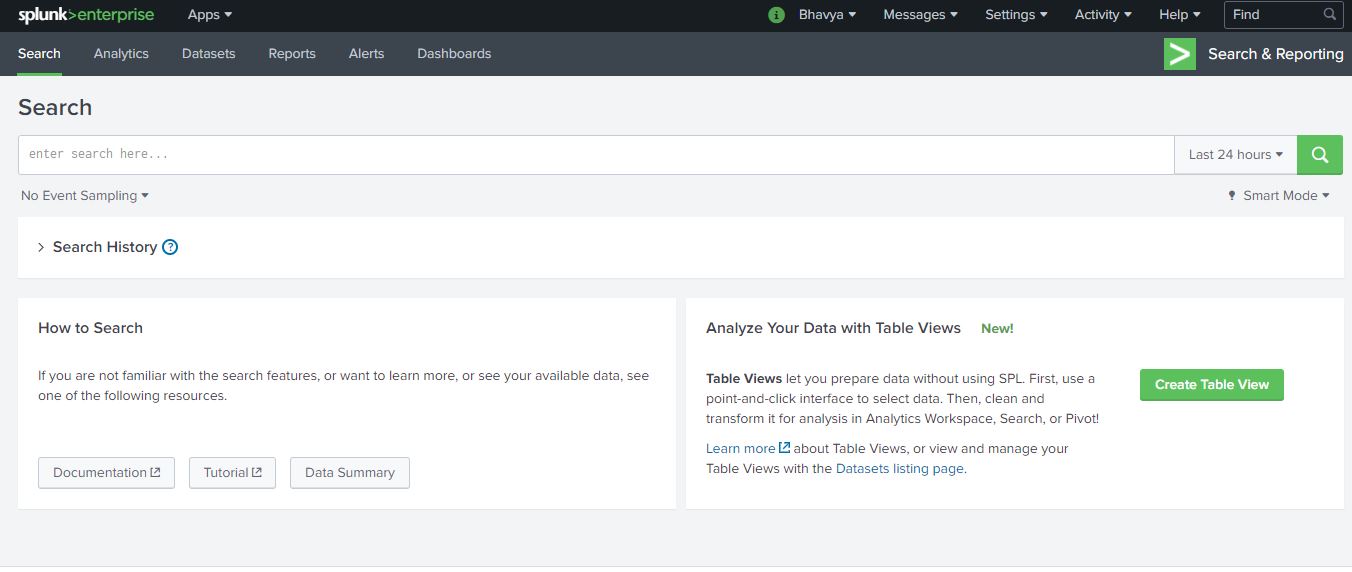 splunk>enterprise Apps i Bhavya Messages Settings Activity Help Find
Search Analytics Datasets Reports Alerts Dashboards > Search & Reporting
Search
enter search here... Last 24 hours
No Event Sampling Smart Mode
> Search History ?
How to Search
If you are not familiar with the search features, or want to learn more, or see your available data, see
one of the following resources.
Documentation Tutorial Data Summary
Analyze Your Data with Table Views New!
Table Views let you prepare data without using SPL. First, use a
point-and-click interface to select data. Then, clean and
transform it for analysis in Analytics Workspace, Search, or Pivot!
Create Table View
Learn more about Table Views, or view and manage your
Table Views with the Datasets listing page.